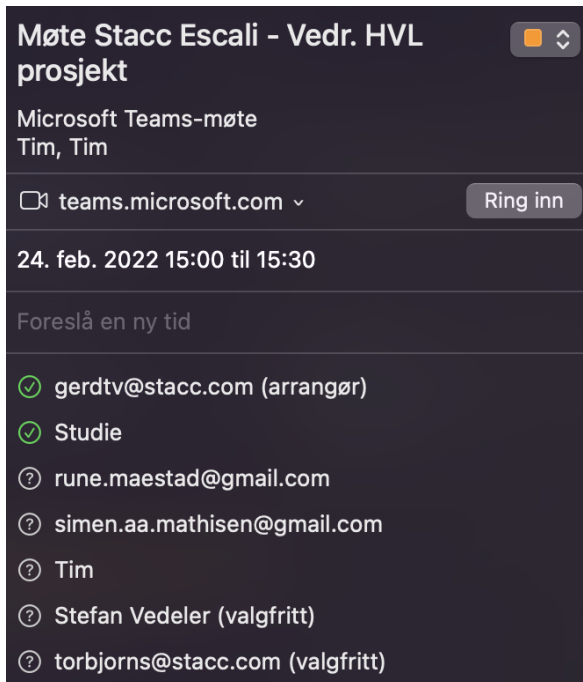 Møte Stacc Escali - Vedr. HVL
prosjekt
Microsoft Teams-møte
Tim, Tim
teams.microsoft.com
Ring inn
24. feb. 2022 15:00 til 15:30
Foreslå en ny tid
gerdtv@stacc.com (arrangør)
Studie
rune.maestad@gmail.com
simen.aa.mathisen@gmail.com
Tim
Stefan Vedeler (valgfritt)
torbjorns@stacc.com (valgfritt)